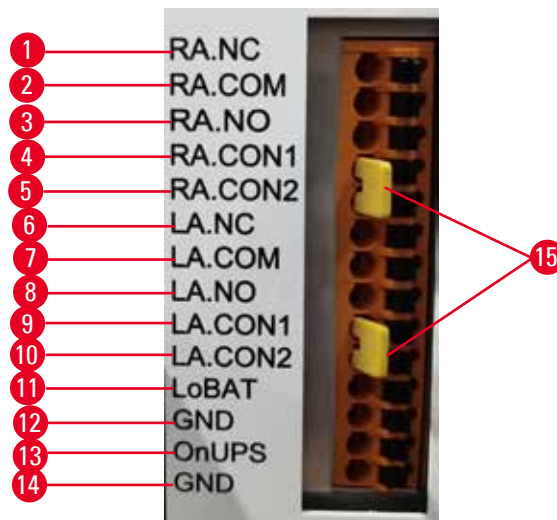 1 RA.NC
2 RA.COM
3 RA.NO
4 RA.CON1
5 RA.CON2
6 LA.NC
7 LA.COM
8 LA.NO
9 LA.CON1
10 LA.CON2
11 LoBAT
12 GND
13 OnUPS
14 GND
15